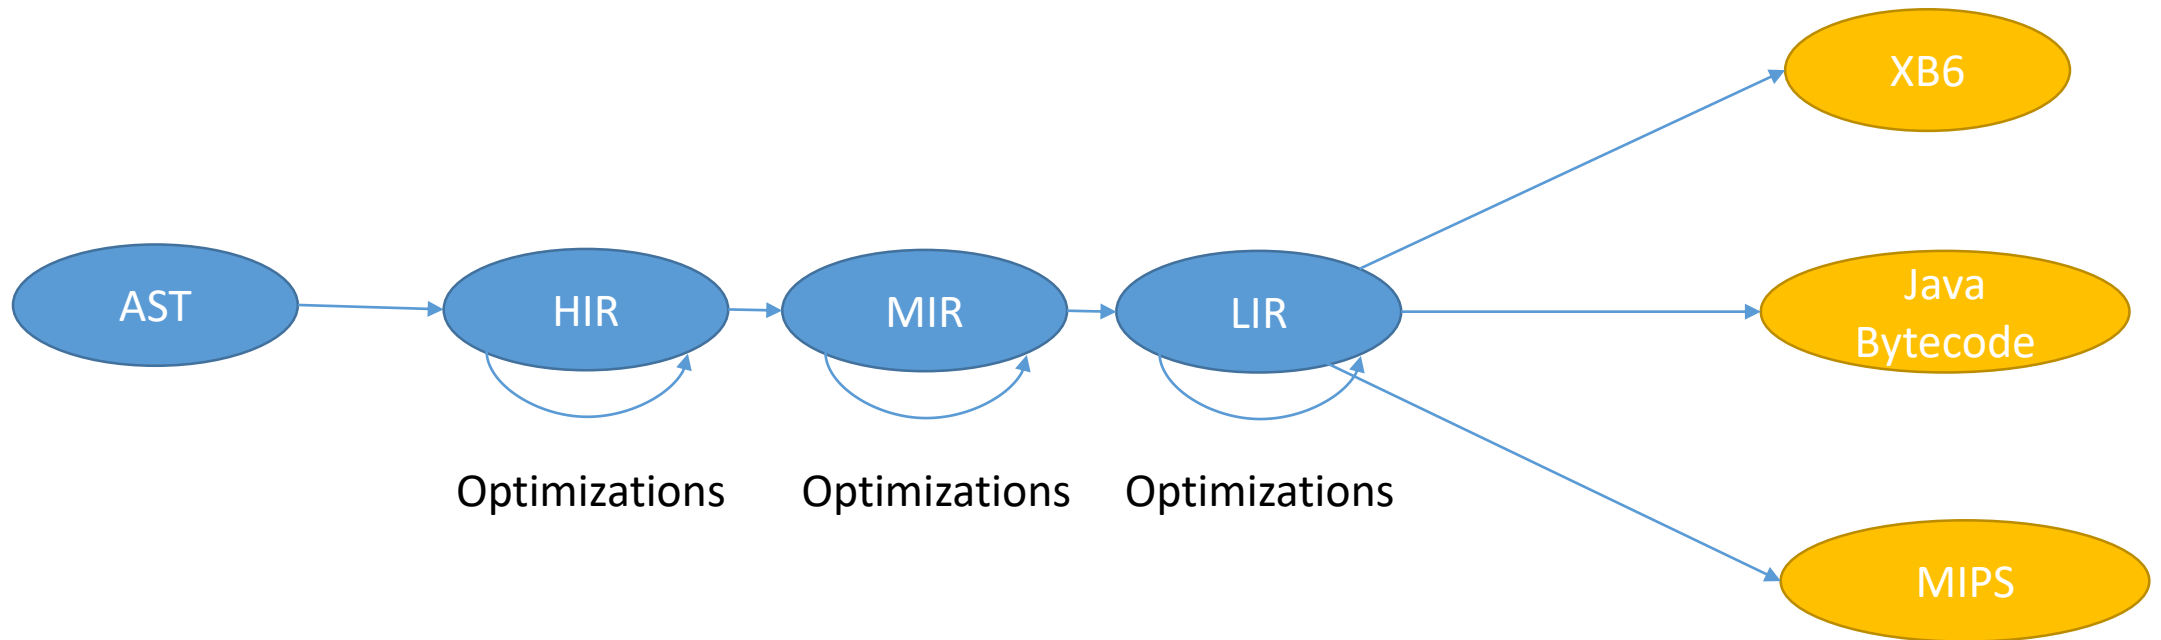 XB6
AST
HIR
MIR
LIR
Java
Bytecode
Optimizations
Optimizations
Optimizations
MIPS